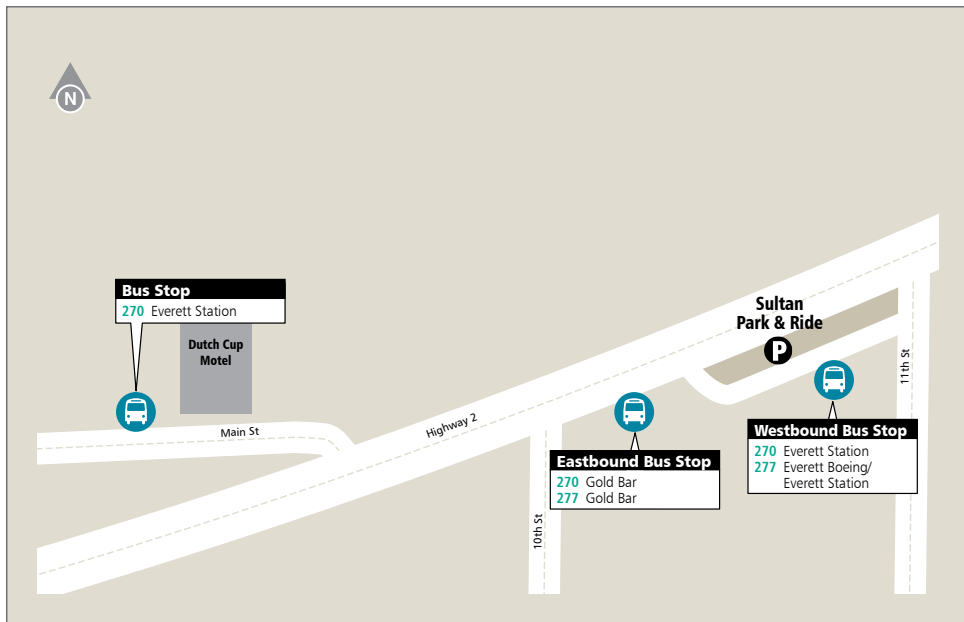 N
Bus Stop
270 Everett Station
Dutch Cup
Motel
Main St
Highway 2
Sultan
Park & Ride
P
11th St
10th St
Eastbound Bus Stop
270 Gold Bar
277 Gold Bar
Westbound Bus Stop
270 Everett Station
277 Everett Boeing/
Everett Station